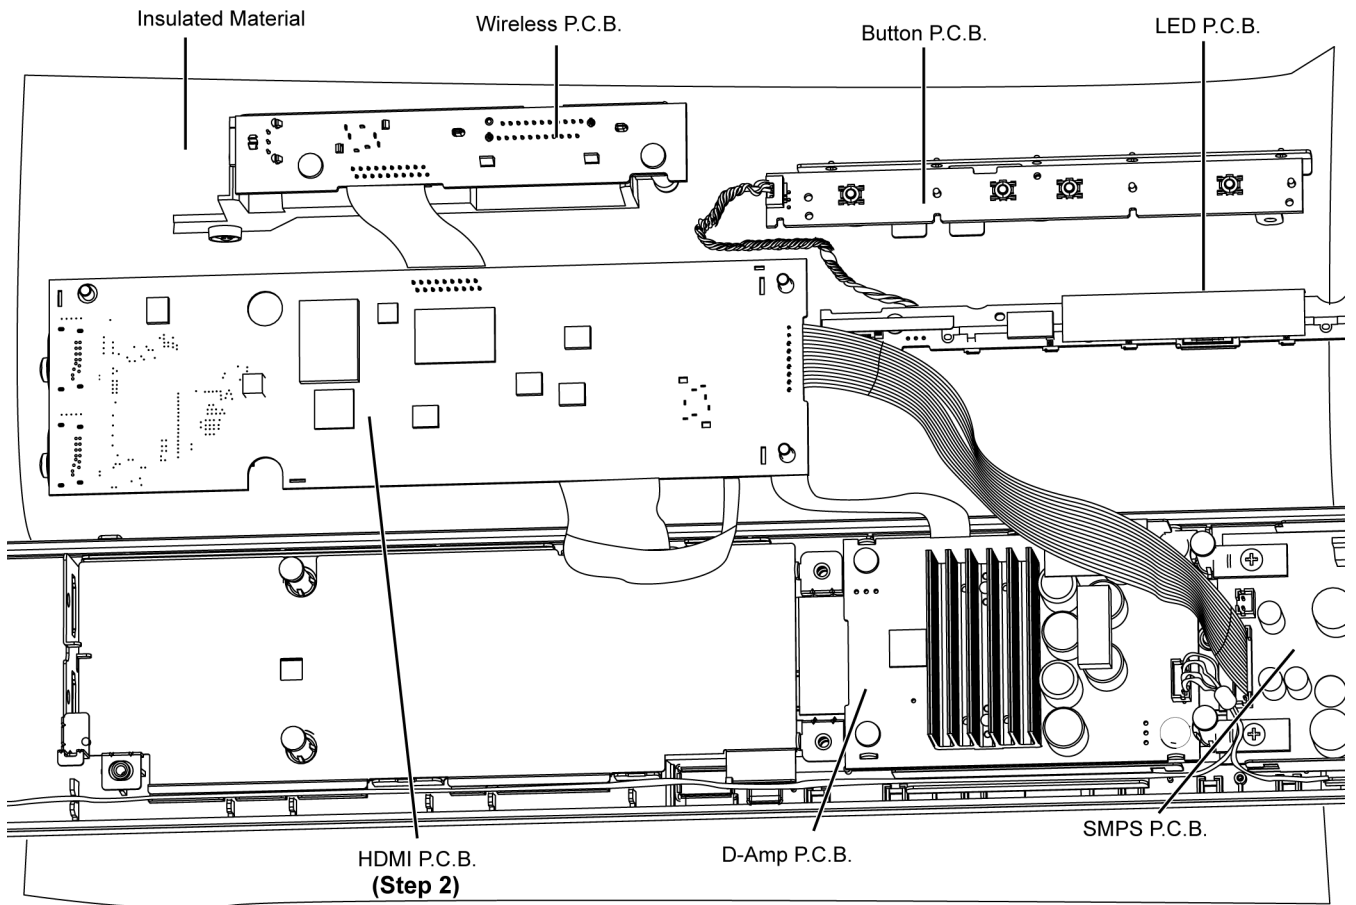 Insulated Material
Wireless P.C.B.
Button P.C.B.
LED P.C.B.
HDMI P.C.B.
(Step 2)
D-Amp P.C.B.
SMPS P.C.B.